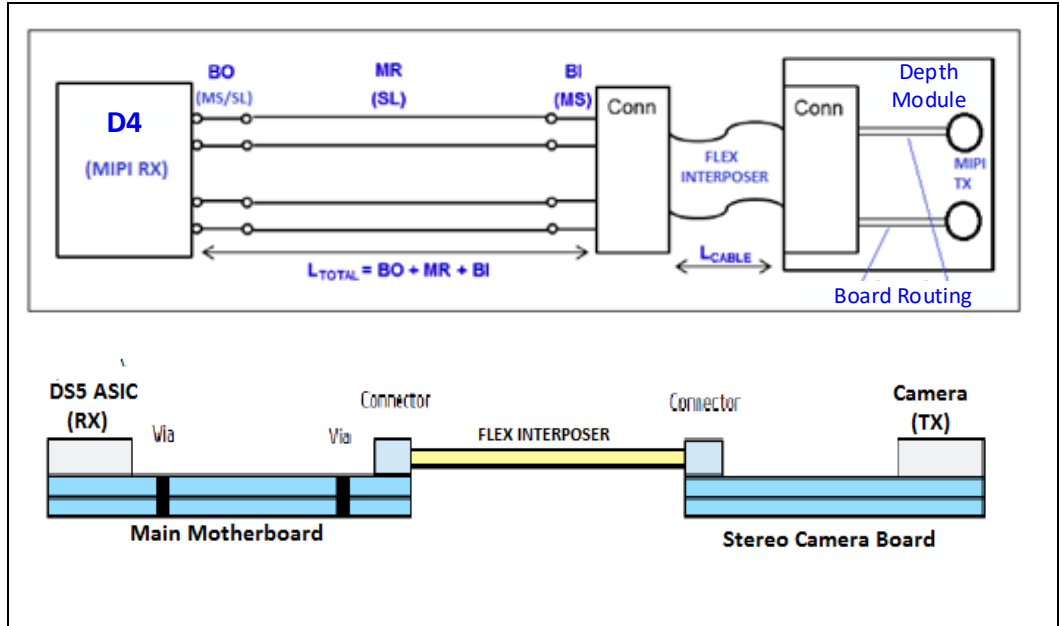 BO
MR
BI
(MS/SL)
(SL)
(MS)
D4
(MIPI RX)
Conn
Conn
Depth
Module
FLEX
INTERPOSER
MIPI
TX
L_TOTAL = BO + MR + BI
L_CABLE
Board Routing
DS5 ASIC
(RX)
Via
Via
Connector
FLEX INTERPOSER
Connector
Camera
(TX)
Main Motherboard
Stereo Camera Board